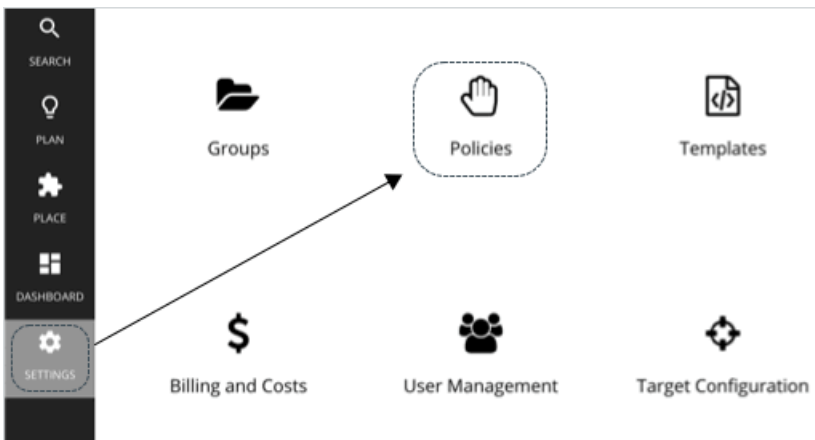 SEARCH
PLAN
PLACE
DASHBOARD
SETTINGS
Groups
Policies
Templates
Billing and Costs
User Management
Target Configuration